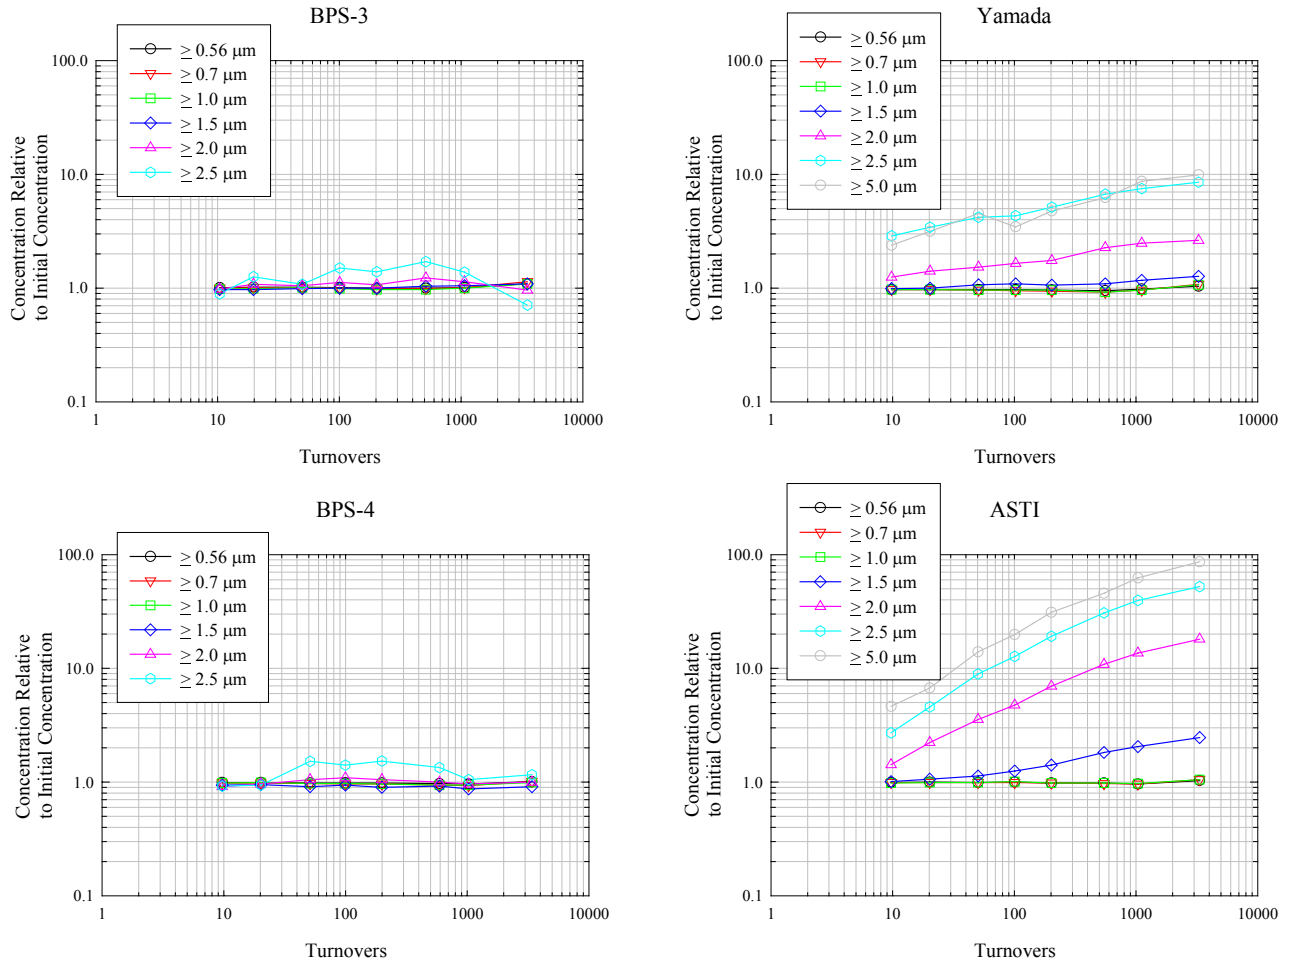 BPS-3
≥ 0.56 μm
≥ 0.7 μm
≥ 1.0 μm
≥ 1.5 μm
≥ 2.0 μm
≥ 2.5 μm
100.0
10.0
1.0
0.1
Concentration Relative
to Initial Concentration
1 10 100 1000 10000
Turnovers
Yamada
≥ 0.56 μm
≥ 0.7 μm
≥ 1.0 μm
≥ 1.5 μm
≥ 2.0 μm
≥ 2.5 μm
≥ 5.0 μm
100.0
10.0
1.0
0.1
Concentration Relative
to Initial Concentration
1 10 100 1000 10000
Turnovers
BPS-4
≥ 0.56 μm
≥ 0.7 μm
≥ 1.0 μm
≥ 1.5 μm
≥ 2.0 μm
≥ 2.5 μm
100.0
10.0
1.0
0.1
Concentration Relative
to Initial Concentration
1 10 100 1000 10000
Turnovers
ASTI
≥ 0.56 μm
≥ 0.7 μm
≥ 1.0 μm
≥ 1.5 μm
≥ 2.0 μm
≥ 2.5 μm
≥ 5.0 μm
100.0
10.0
1.0
0.1
Concentration Relative
to Initial Concentration
1 10 100 1000 10000
Turnovers